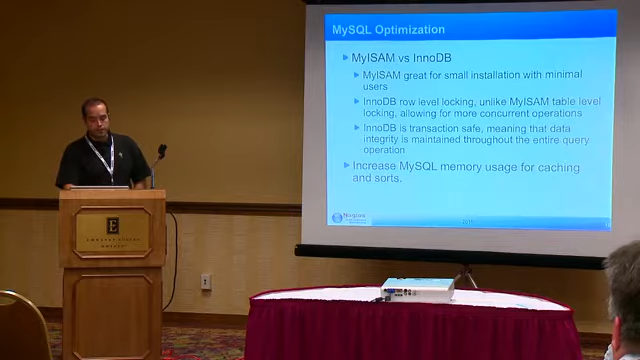 MySQL Optimization
MyISAM vs InnoDB
MyISAM great for small installation with minimal
users
InnoDB row level locking, unlike MyISAM table level
locking, allowing for more concurrent operations
InnoDB is transaction safe, meaning that data
integrity is maintained throughout the entire query
operation
Increase MySQL memory usage for caching
and sorts.
Nagios
E